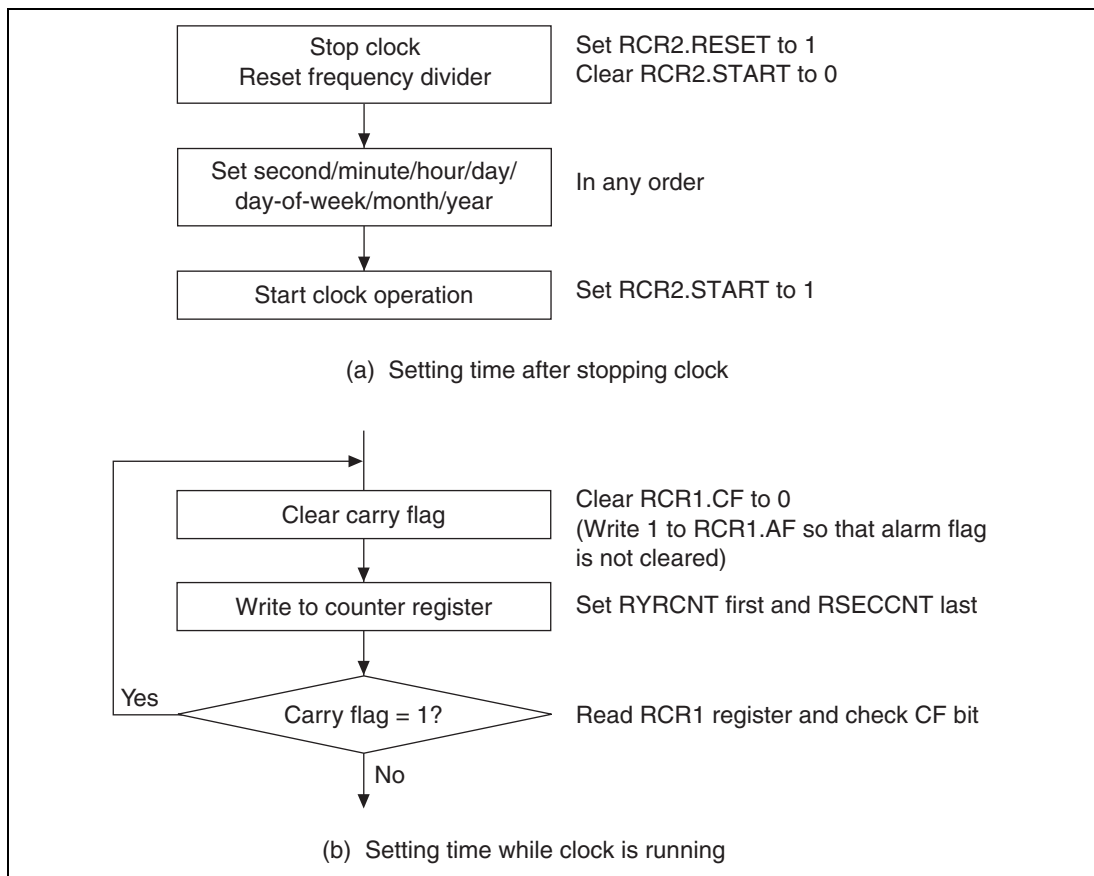 Stop clock
Reset frequency divider
Set RCR2.RESET to 1
Clear RCR2.START to 0
Set second/minute/hour/day/
day-of-week/month/year
In any order
Start clock operation
Set RCR2.START to 1
(a) Setting time after stopping clock
Clear carry flag
Clear RCR1.CF to 0
(Write 1 to RCR1.AF so that alarm flag
is not cleared)
Write to counter register
Set RYRCNT first and RSECCNT last
Yes
Carry flag = 1?
Read RCR1 register and check CF bit
No
(b) Setting time while clock is running